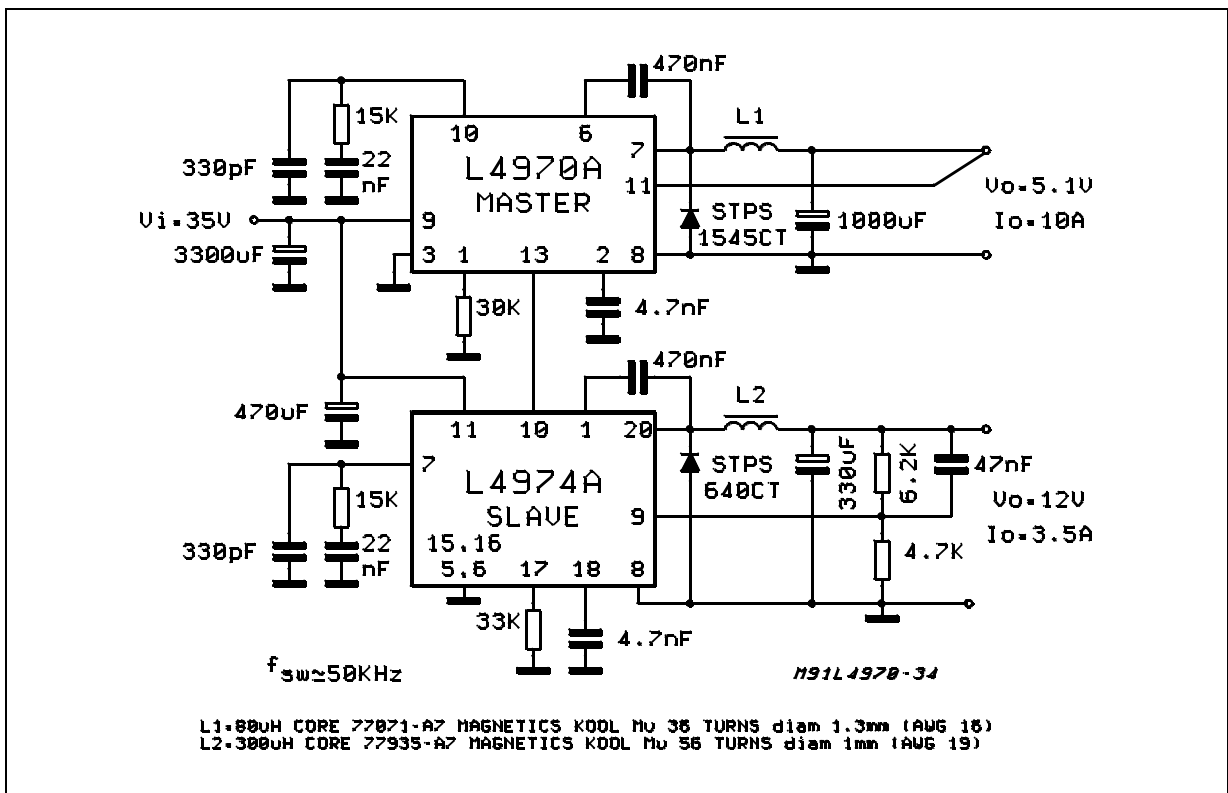 470nF
15K
10
6
L1
330pF
22
nF
L4970A
MASTER
7
11
Vo=5.1V
Io=10A
Vi=35V
9
STPS
1545CT
1000uF
3300uF
3
1
13
2
8
30K
4.7nF
470nF
L2
470uF
11
10
1
20
7
L4974A
SLAVE
STPS
640CT
330uF
6.2K
47nF
15K
9
Vo=12V
Io=3.5A
330pF
22
nF
15.16
5.6
17
18
8
4.7K
33K
4.7nF
fsw≃50KHz
M91L4970-34
L1=80uH CORE 77071-A7 MAGNETICS KOOL Mu 36 TURNS diam 1.3mm (AWG 16)
L2=300uH CORE 77935-A7 MAGNETICS KOOL Mu 56 TURNS diam 1mm (AWG 19)